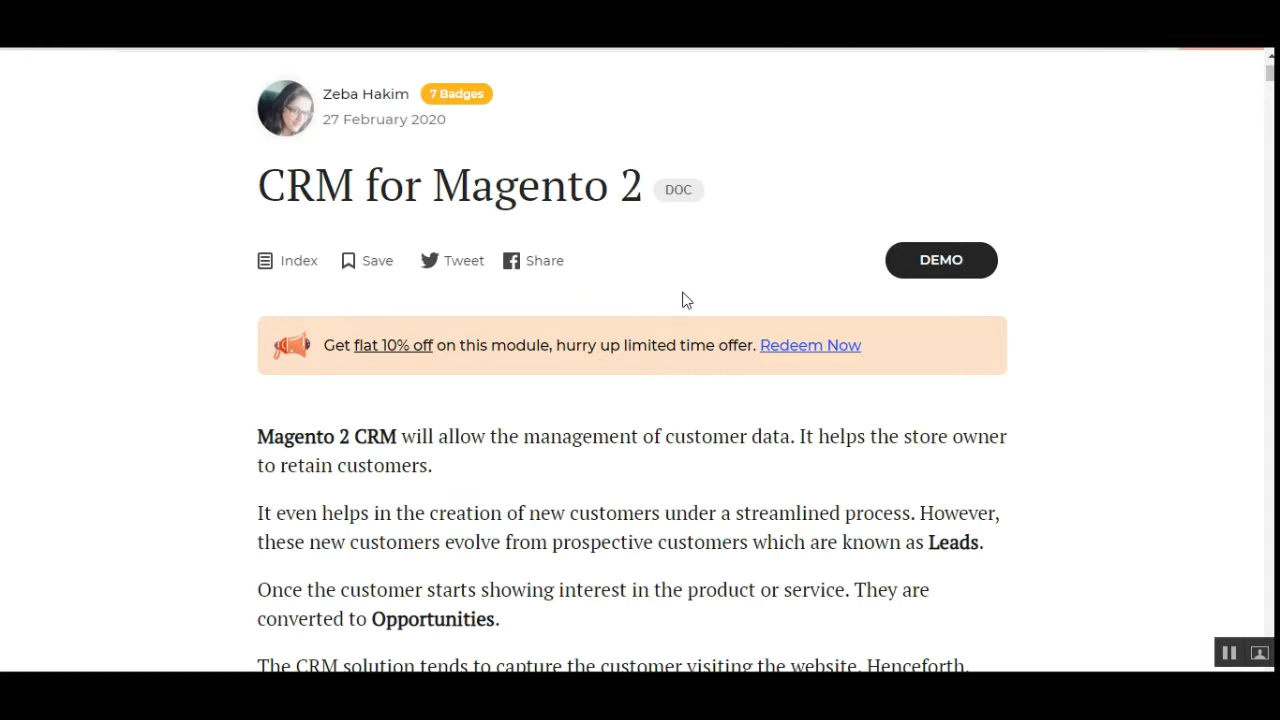 Zeba Hakim 7 Badges
27 February 2020
CRM for Magento 2 DOC
Index Save Tweet Share DEMO
Get flat 10% off on this module, hurry up limited time offer. Redeem Now
Magento 2 CRM will allow the management of customer data. It helps the store owner
to retain customers.
It even helps in the creation of new customers under a streamlined process. However,
these new customers evolve from prospective customers which are known as Leads.
Once the customer starts showing interest in the product or service. They are
converted to Opportunities.
The CRM solution tends to capture the customer visiting the website. Henceforth,